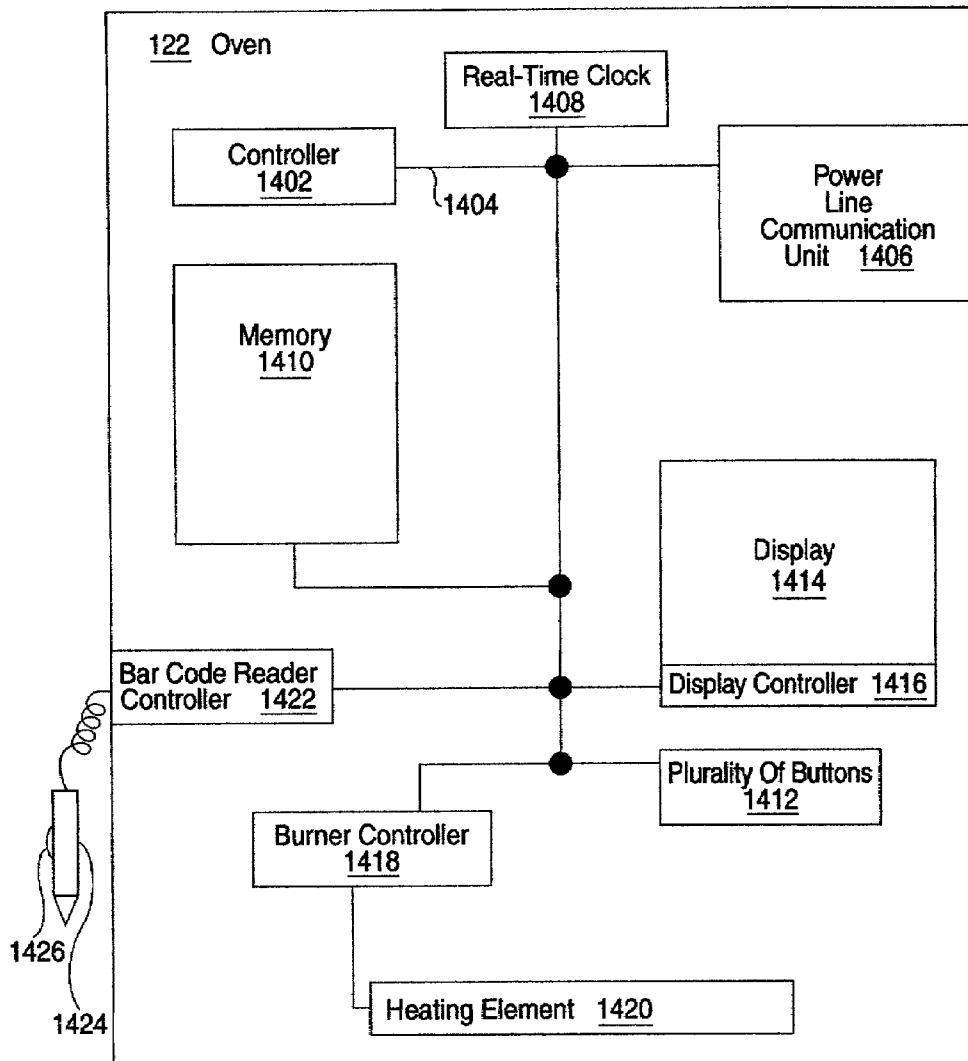 122 Oven
Real-Time Clock
1408
Controller
1402
1404
Power
Line
Communication
Unit 1406
Memory
1410
Display
1414
Display Controller 1416
Bar Code Reader
Controller 1422
Plurality Of Buttons
1412
Burner Controller
1418
1426
1424
Heating Element 1420